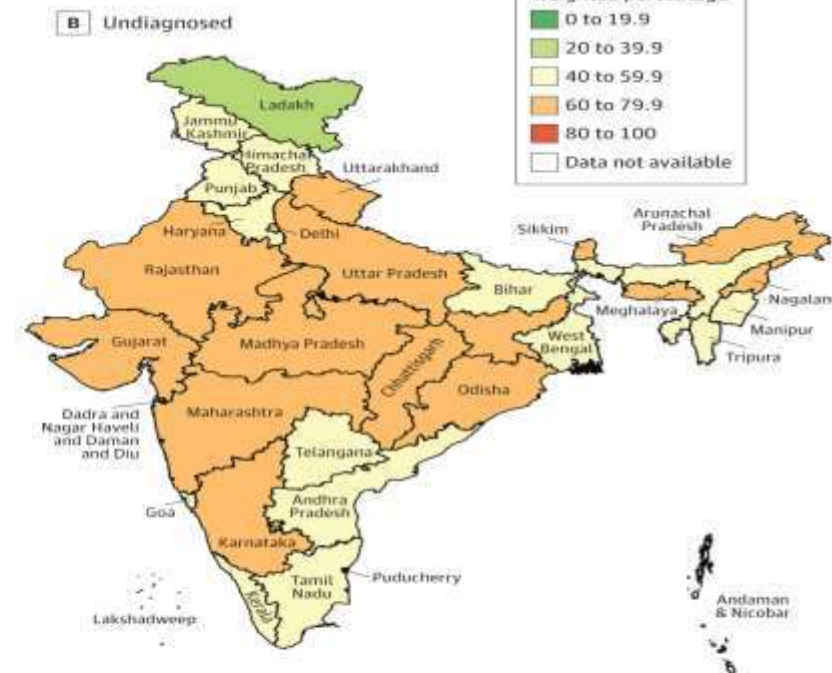 B Undiagnosed
0 to 19.9
20 to 39.9
40 to 59.9
60 to 79.9
80 to 100
Data not available
Ladakh
Jammu
& Kashmir
Himachal
Pradesh
Uttarakhand
Punjab
Haryana
Delhi
Arunachal
Pradesh
Sikkim
Rajasthan
Uttar Pradesh
Bihar
Nagalan
Meghalaya
Manipur
Tripura
Gujarat
Madhya Pradesh
Chhattisgarh
West
Bengal
Odisha
Dadra and
Nagar Haveli
and Daman
and Diu
Maharashtra
Telangana
Goa
Andhra
Pradesh
Karnataka
Puducherry
Tamil
Nadu
Kerala
Lakshadweep
Andaman
& Nicobar